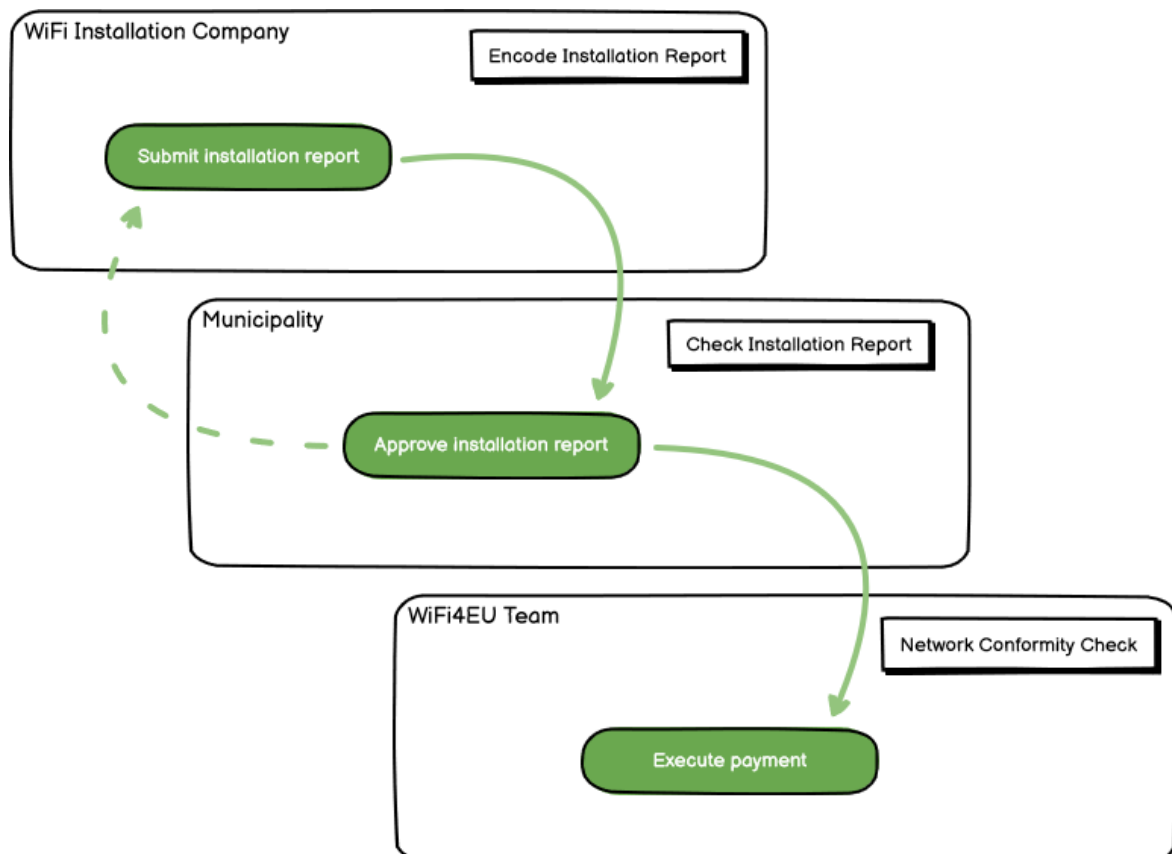 WiFi Installation Company
Encode Installation Report
Submit installation report
Municipality
Check Installation Report
Approve installation report
WiFi4EU Team
Network Conformity Check
Execute payment